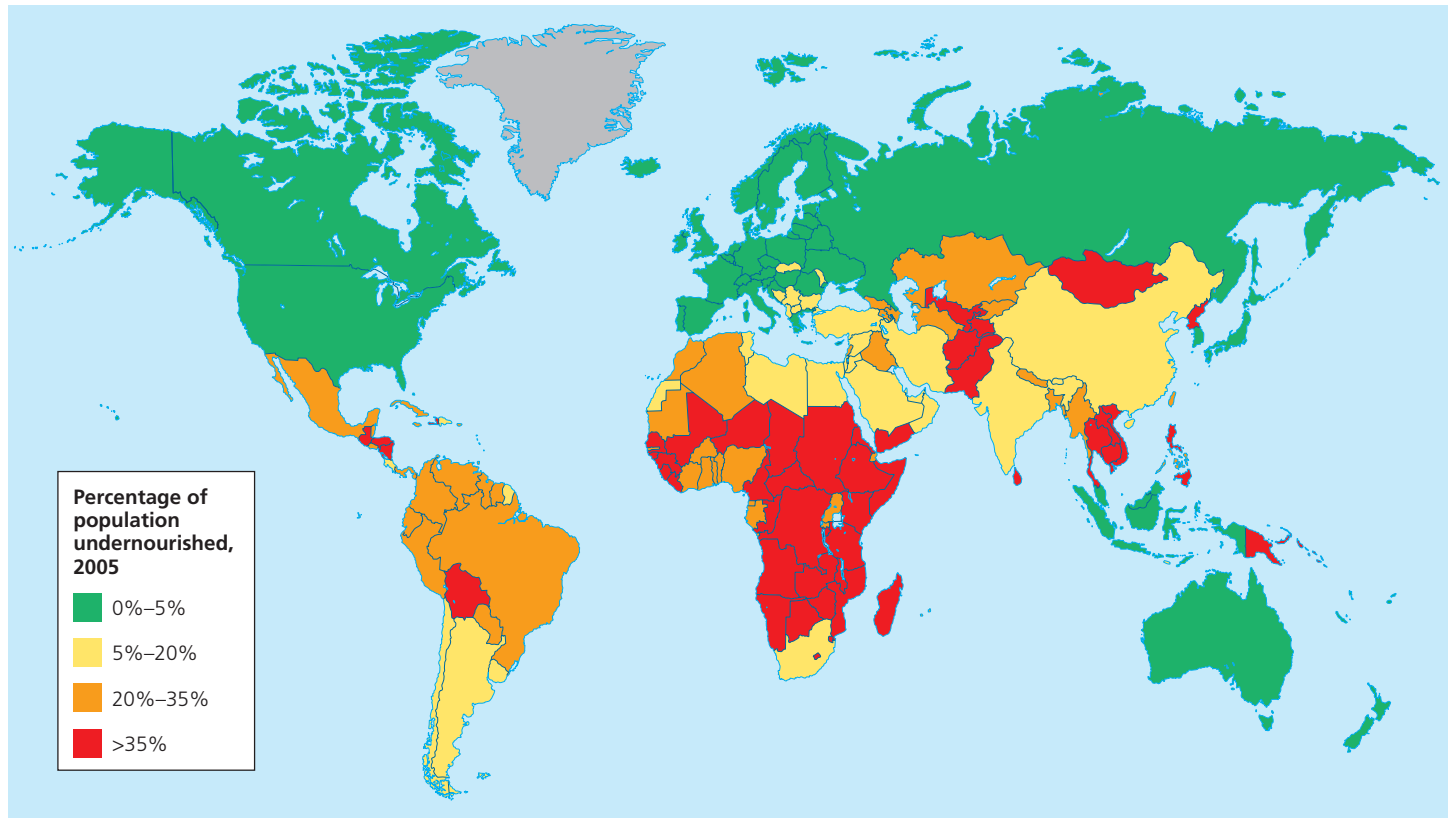 Percentage of
population
undernourished,
2005
0%–5%
5%–20%
20%–35%
>35%